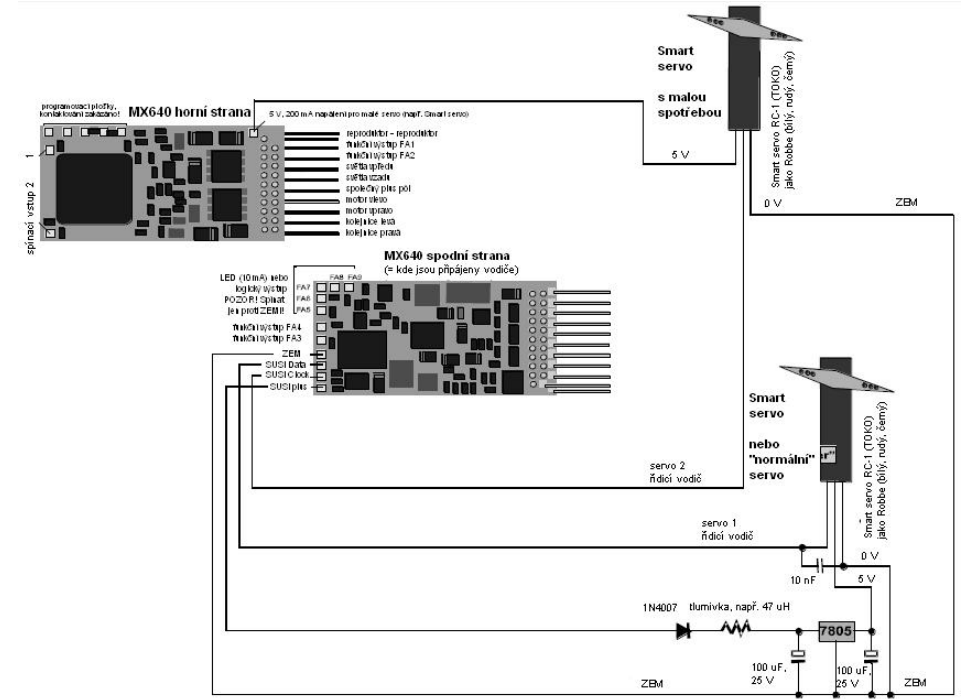 Smart
servo
s malou
spotřebou
Smart servo RC-1 (TOKO)
jako Robbe (bílý, rudý, černý)
programovací plošky,
kontaktování zakázáno!
MX640 horní strana
5 V, 200 mA napájení pro malé servo (např. Smart servo)
1
spínací vstup 2
reproduktor - reproduktor
funkční výstup FA1
funkční výstup FA2
světla vpředu
světla vzadu
společný plus pól
motor vlevo
motor vpravo
kolejnice levá
kolejnice pravá
5 V
0 V
ZEM
MX640 spodní strana
(= kde jsou připájeny vodiče)
LED (10 mA) nebo
logický výstup
POZOR! Spínat
jen proti ZEMI!
FA8 FA9
FA7
FA6
FA5
funkční výstup FA4
funkční výstup FA3
ZEM
SUSI Data
SUSI Clock
SUSI plus
Smart
servo
nebo
"normální"
servo
er"
Smart servo RC-1 (TOKO)
jako Robbe (bílý, rudý, černý)
servo 2
řídicí vodič
servo 1
řídicí vodič
0 V
10 nF
5 V
1N4007
tlumivka, např. 47 uH
7805
100 uF,
25 V
100 uF,
25 V
ZEM
ZEM